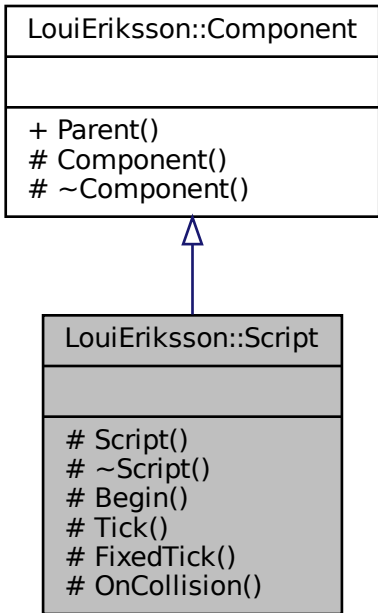 LouiEriksson::Component
+ Parent()
# Component()
# ~Component()
LouiEriksson::Script
# Script()
# ~Script()
# Begin()
# Tick()
# FixedTick()
# OnCollision()